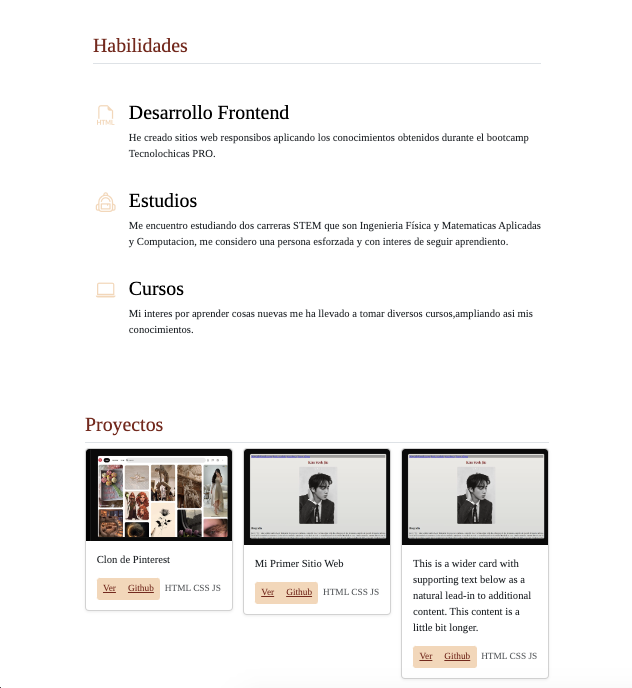 Habilidades
HTML
Desarrollo Frontend
He creado sitios web responsibos aplicando los conocimientos obtenidos durante el bootcamp
Tecnolochicas PRO.
Estudios
Me encuentro estudiando dos carreras STEM que son Ingenieria Física y Matematicas Aplicadas
y Computacion, me considero una persona esforzada y con interes de seguir aprendiento.
Cursos
Mi interes por aprender cosas nuevas me ha llevado a tomar diversos cursos,ampliando asi mis
conocimientos.
Proyectos
Clon de Pinterest
Ver Github HTML CSS JS
Mi Primer Sitio Web
Ver Github HTML CSS JS
This is a wider card with
supporting text below as a
natural lead-in to additional
content. This content is a
little bit longer.
Ver Github HTML CSS JS